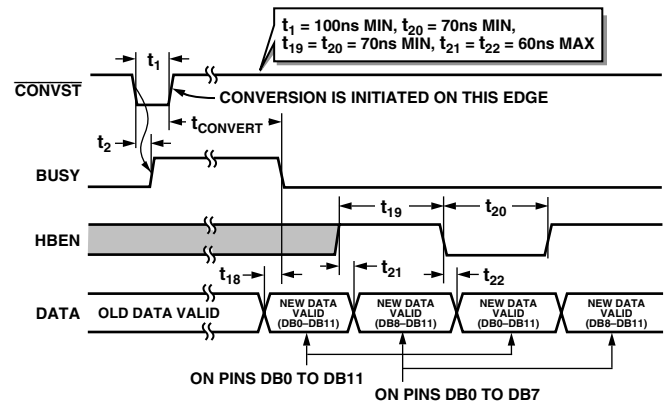 t1 = 100ns MIN, t20 = 70ns MIN,
t19 = t20 = 70ns MIN, t21 = t22 = 60ns MAX
t1
CONVST
CONVERSION IS INITIATED ON THIS EDGE
tCONVERT
t2
BUSY
t19
t20
HBEN
t18
t21
t22
DATA
OLD DATA VALID
NEW DATA
VALID
(DB0–DB11)
NEW DATA
VALID
(DB8–DB11)
NEW DATA
VALID
(DB0–DB11)
NEW DATA
VALID
(DB8–DB11)
ON PINS DB0 TO DB11
ON PINS DB0 TO DB7